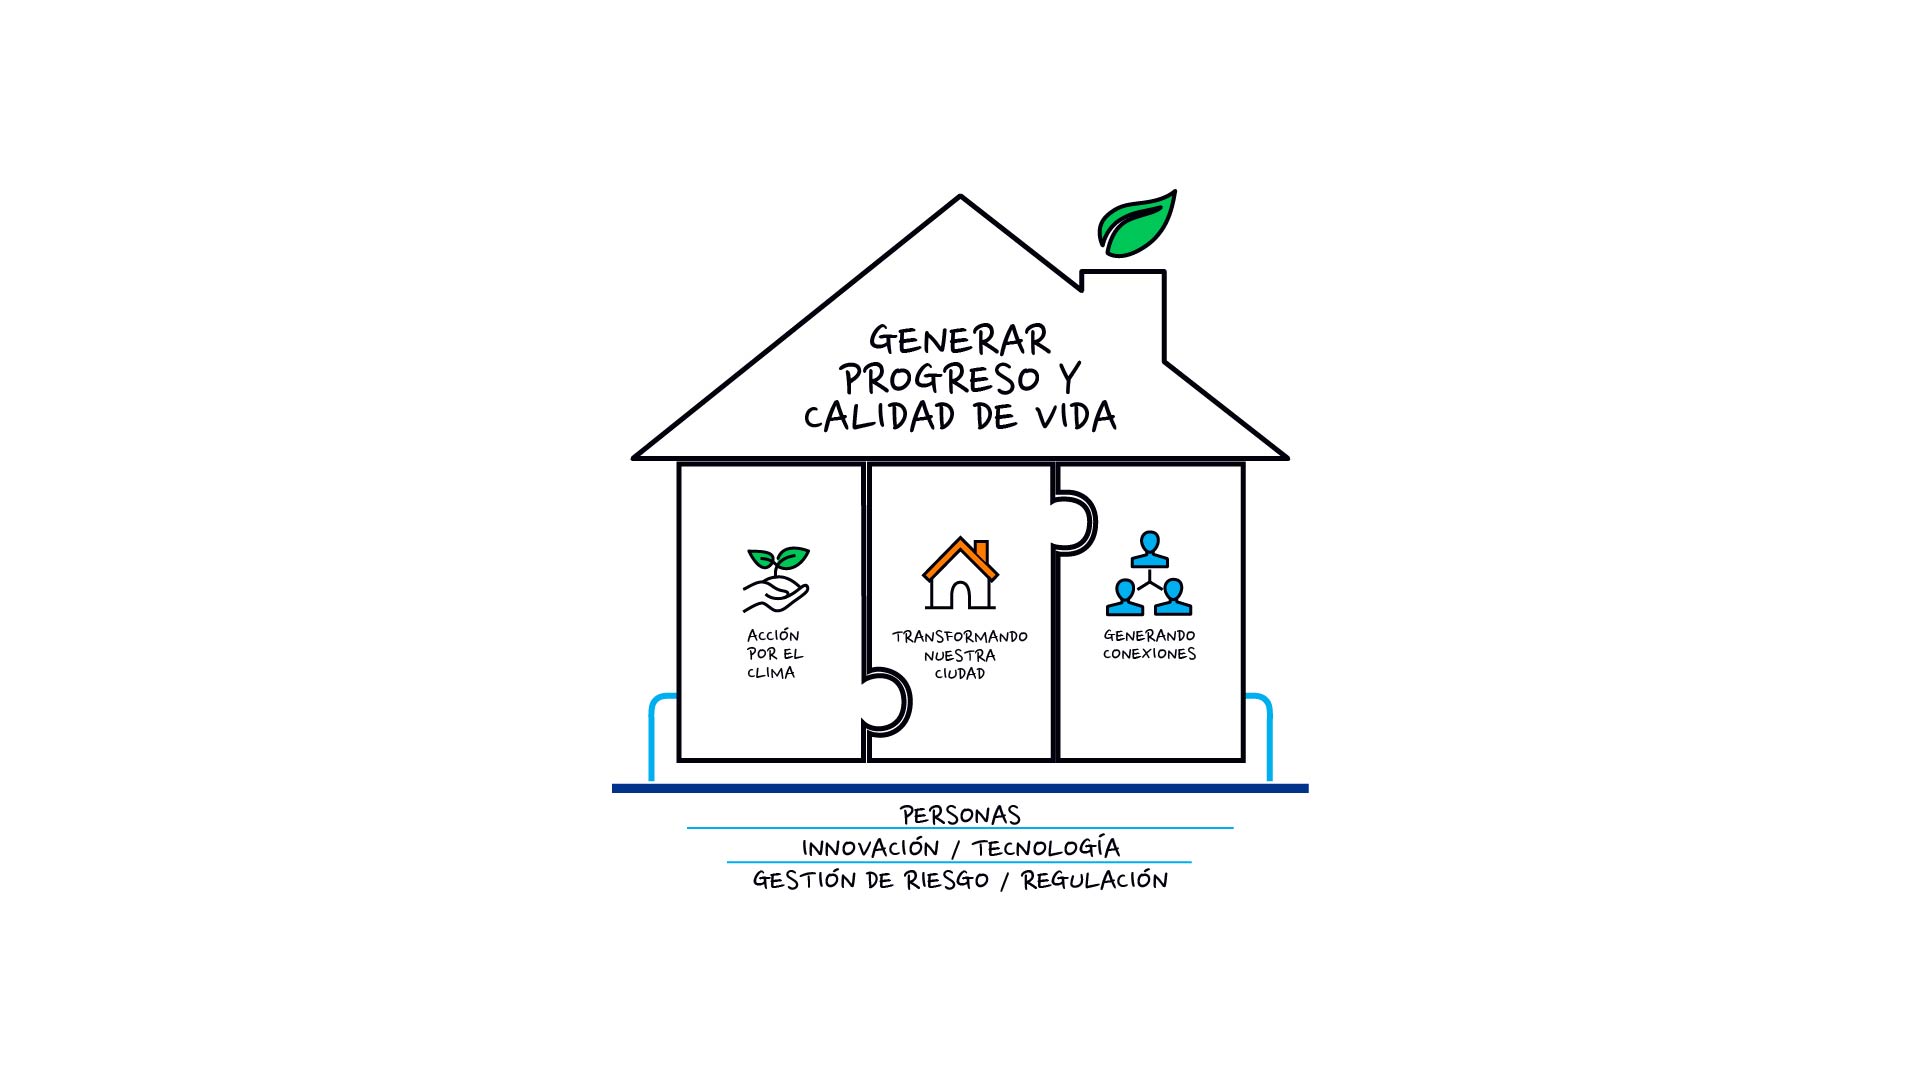 GENERAR
PROGRESO Y
CALIDAD DE VIDA
ACCIÓN
POR EL
CLIMA
TRANSFORMANDO
NUESTRA
CIUDAD
GENERANDO
CONEXIONES
PERSONAS
INNOVACIÓN / TECNOLOGÍA
GESTIÓN DE RIESGO / REGULACIÓN